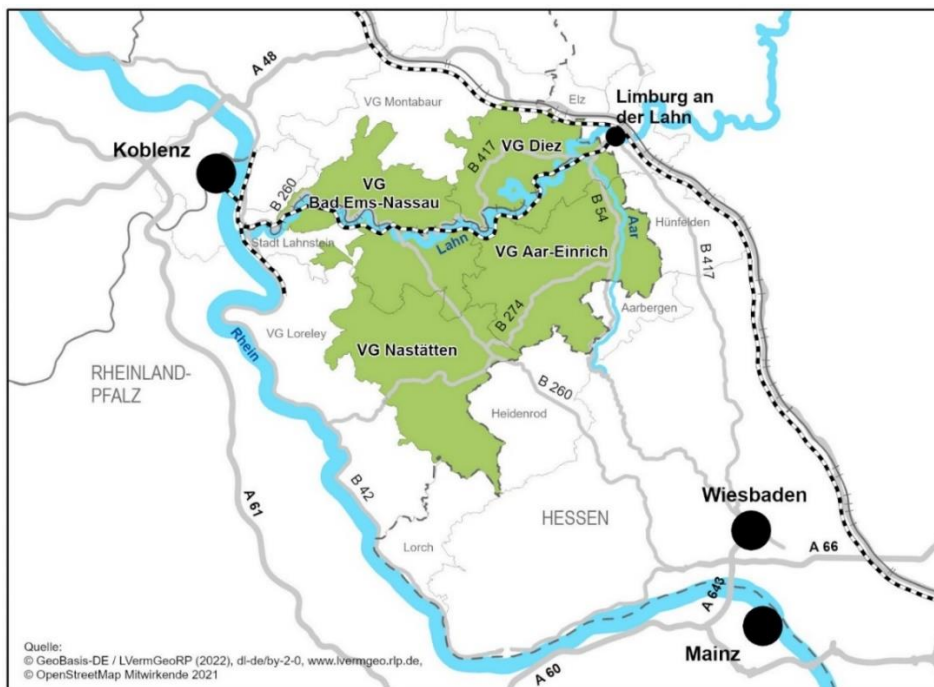 A 48
Elz
VG Montabaur
Limburg an
der Lahn
Koblenz
VG Diez
B 417
B 260
VG
Bad Ems-Nassau
B 54
Aar
Hünfelden
Stadt Lahnstein
Lahn
VG Aar-Einrich
B 417
Aarbergen
B 274
Rhein
VG Loreley
VG Nastätten
RHEINLAND-
PFALZ
B 260
Heidenrod
B 42
A 61
Wiesbaden
HESSEN
Lorch
A 66
A 643
Mainz
A 60
Quelle:
© GeoBasis-DE / LVermGeoRP (2022), dl-de/by-2-0, www.lvermgeo.rlp.de,
© OpenStreetMap Mitwirkende 2021